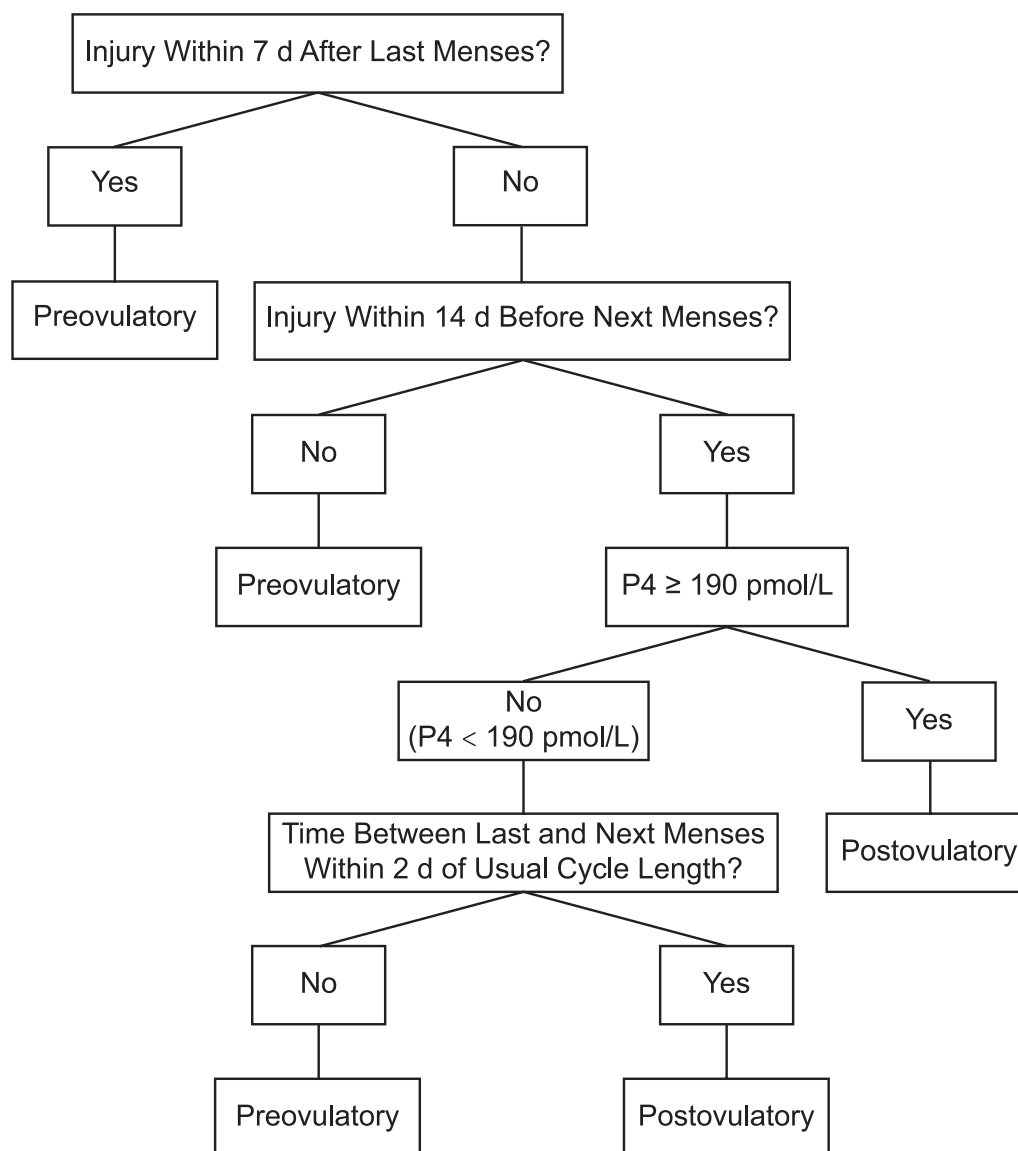 Injury Within 7 d After Last Menses?
Yes
No
Preovulatory
Injury Within 14 d Before Next Menses?
No
Yes
Preovulatory
P4 ≥ 190 pmol/L
No
(P4 < 190 pmol/L)
Yes
Time Between Last and Next Menses
Within 2 d of Usual Cycle Length?
Postovulatory
No
Yes
Preovulatory
Postovulatory